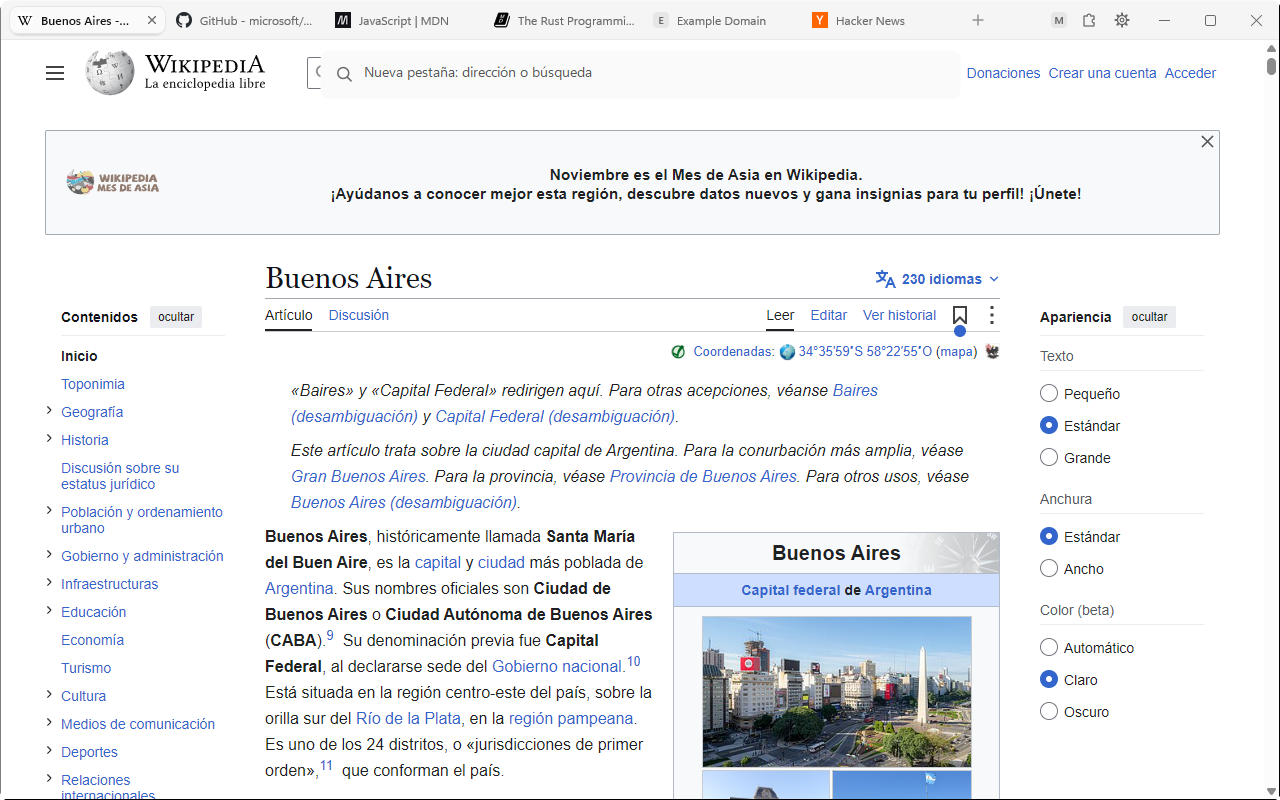 Buenos Aires -...
GitHub - microsoft/...
JavaScript | MDN
The Rust Programmi...
E Example Domain
Y Hacker News
M
WIKIPEDIA
La enciclopedia libre
Nueva pestaña: dirección o búsqueda
Donaciones Crear una cuenta Acceder
WIKIPEDIA
MES DE ASIA
Noviembre es el Mes de Asia en Wikipedia.
¡Ayúdanos a conocer mejor esta región, descubre datos nuevos y gana insignias para tu perfil! ¡Únete!
Buenos Aires
230 idiomas
Artículo Discusión
Leer Editar Ver historial
Coordenadas: 34°35′59″S 58°22′55″O (mapa)
Contenidos ocultar
Inicio
Toponimia
Geografía
Historia
Discusión sobre su
estatus jurídico
Población y ordenamiento
urbano
Gobierno y administración
Infraestructuras
Educación
Economía
Turismo
Cultura
Medios de comunicación
Deportes
Relaciones
internacionales
«Baires» y «Capital Federal» redirigen aquí. Para otras acepciones, véanse Baires
(desambiguación) y Capital Federal (desambiguación).
Este artículo trata sobre la ciudad capital de Argentina. Para la conurbación más amplia, véase
Gran Buenos Aires. Para la provincia, véase Provincia de Buenos Aires. Para otros usos, véase
Buenos Aires (desambiguación).
Buenos Aires, históricamente llamada Santa María
del Buen Aire, es la capital y ciudad más poblada de
Argentina. Sus nombres oficiales son Ciudad de
Buenos Aires o Ciudad Autónoma de Buenos Aires
(CABA).9 Su denominación previa fue Capital
Federal, al declararse sede del Gobierno nacional.10
Está situada en la región centro-este del país, sobre la
orilla sur del Río de la Plata, en la región pampeana.
Es uno de los 24 distritos, o «jurisdicciones de primer
orden»,11 que conforman el país.
Buenos Aires
Capital federal de Argentina
Apariencia ocultar
Texto
Pequeño
Estándar
Grande
Anchura
Estándar
Ancho
Color (beta)
Automático
Claro
Oscuro